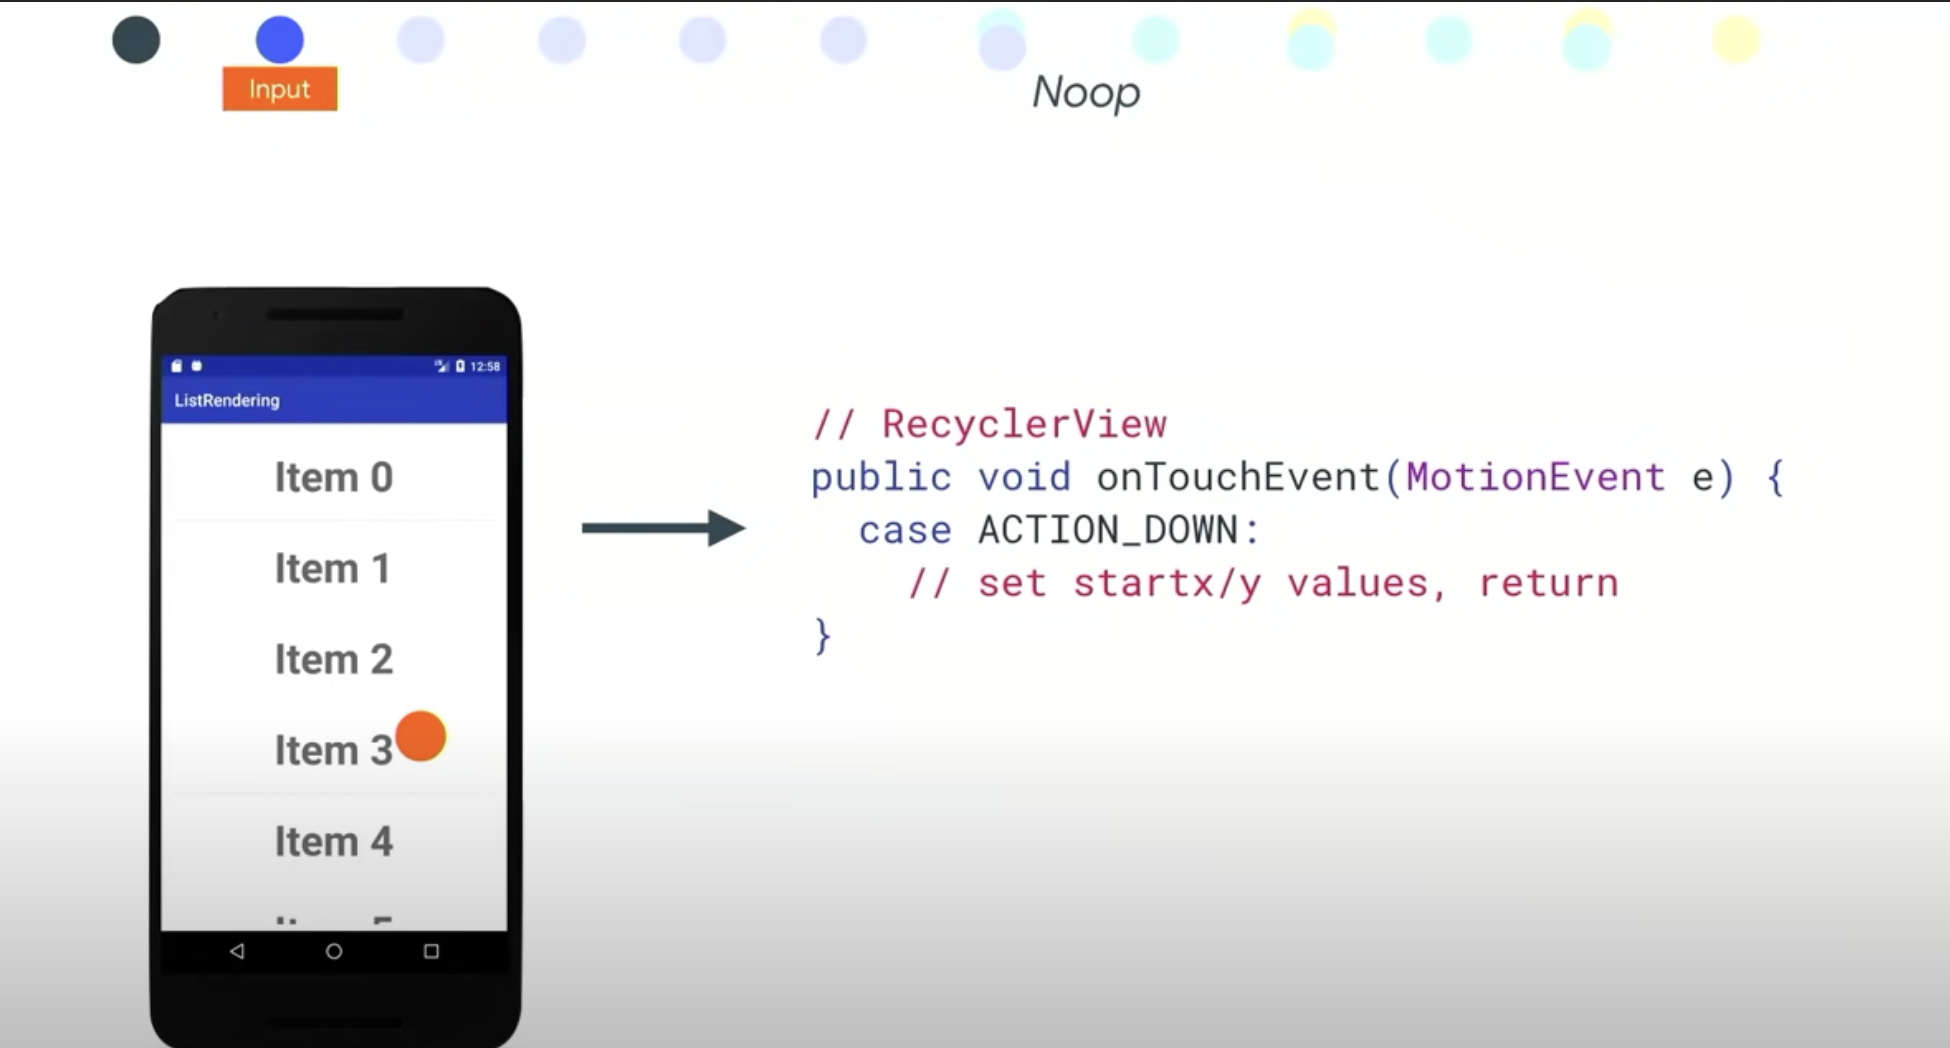 Input
Noop
12:58
ListRendering
Item 0
Item 1
Item 2
Item 3
Item 4
// RecyclerView
public void onTouchEvent(MotionEvent e) {
case ACTION_DOWN:
// set startx/y values, return
}